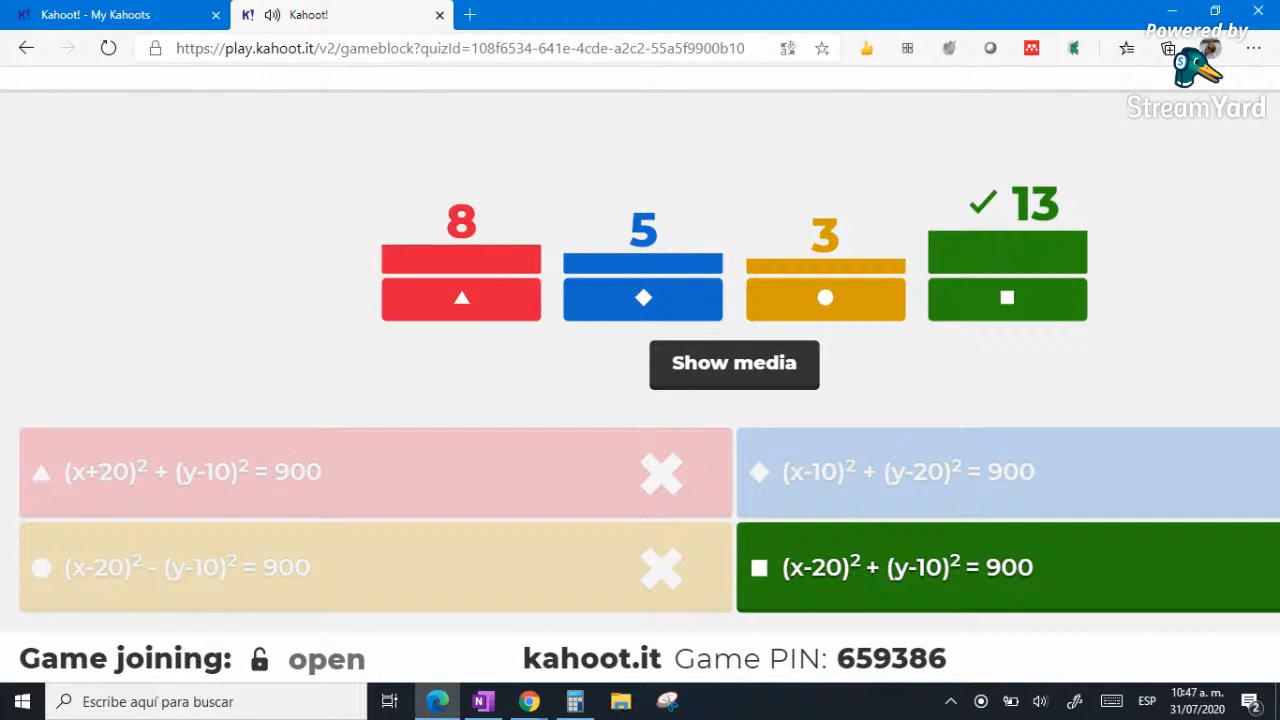 Kahoot! - My Kahoots
Kahoot!
https://play.kahoot.it/v2/gameblock?quizId=108f6534-641e-4cde-a2c2-55a5f9900b10
Powered by
StreamYard
8
5
3
13
Show media
(x+20)² + (y-10)² = 900
(x-10)² + (y-20)² = 900
(x-20)² - (y-10)² = 900
(x-20)² + (y-10)² = 900
Game joining: open
kahoot.it Game PIN: 659386
Escribe aquí para buscar
ESP
10:47 a. m.
31/07/2020
2